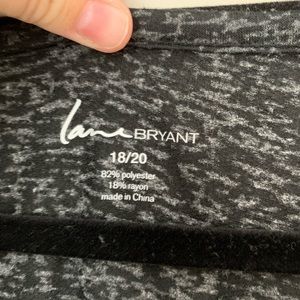 lane BRYANT
18/20
82% polyester
18% rayon
made in China